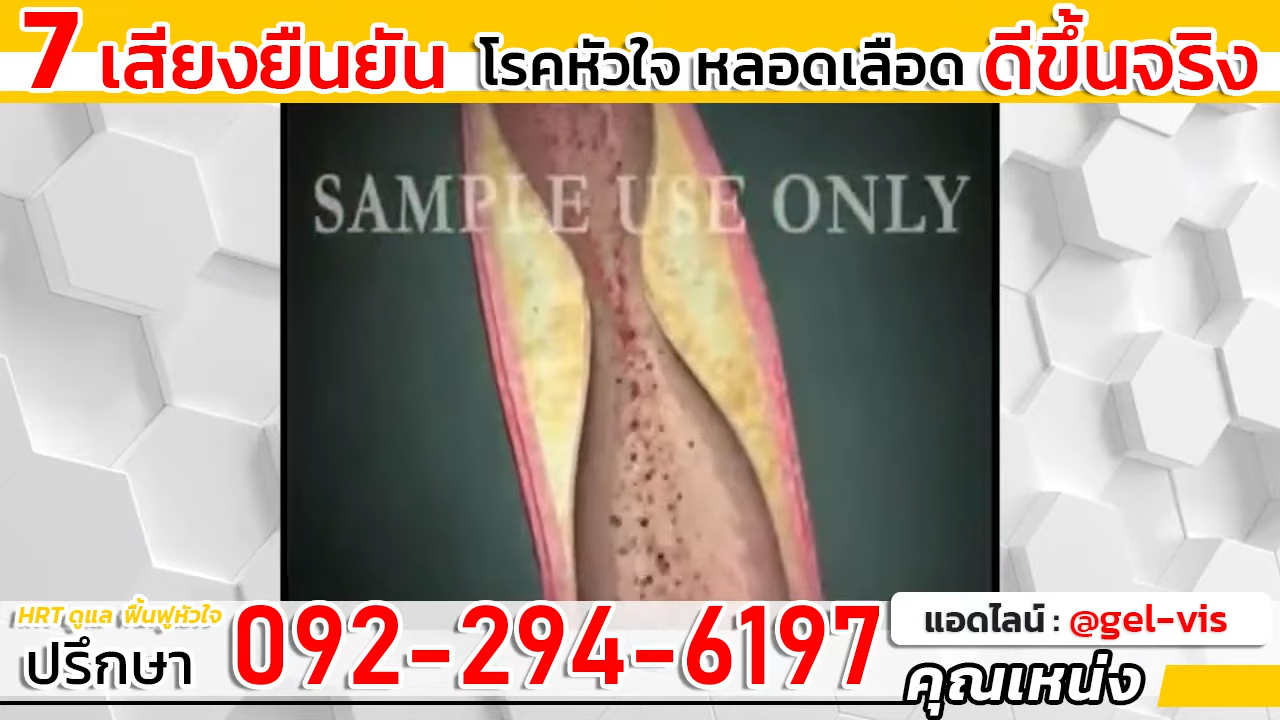 7 เสียงยืนยัน โรคหัวใจ หลอดเลือด ดีขึ้นจริง
SAMPLE USE ONLY
HRT ดูแล ฟื้นฟูหัวใจ
ปรึกษา 092-294-6197
แอดไลน์ : @gel-vis
คุณเหน่ง